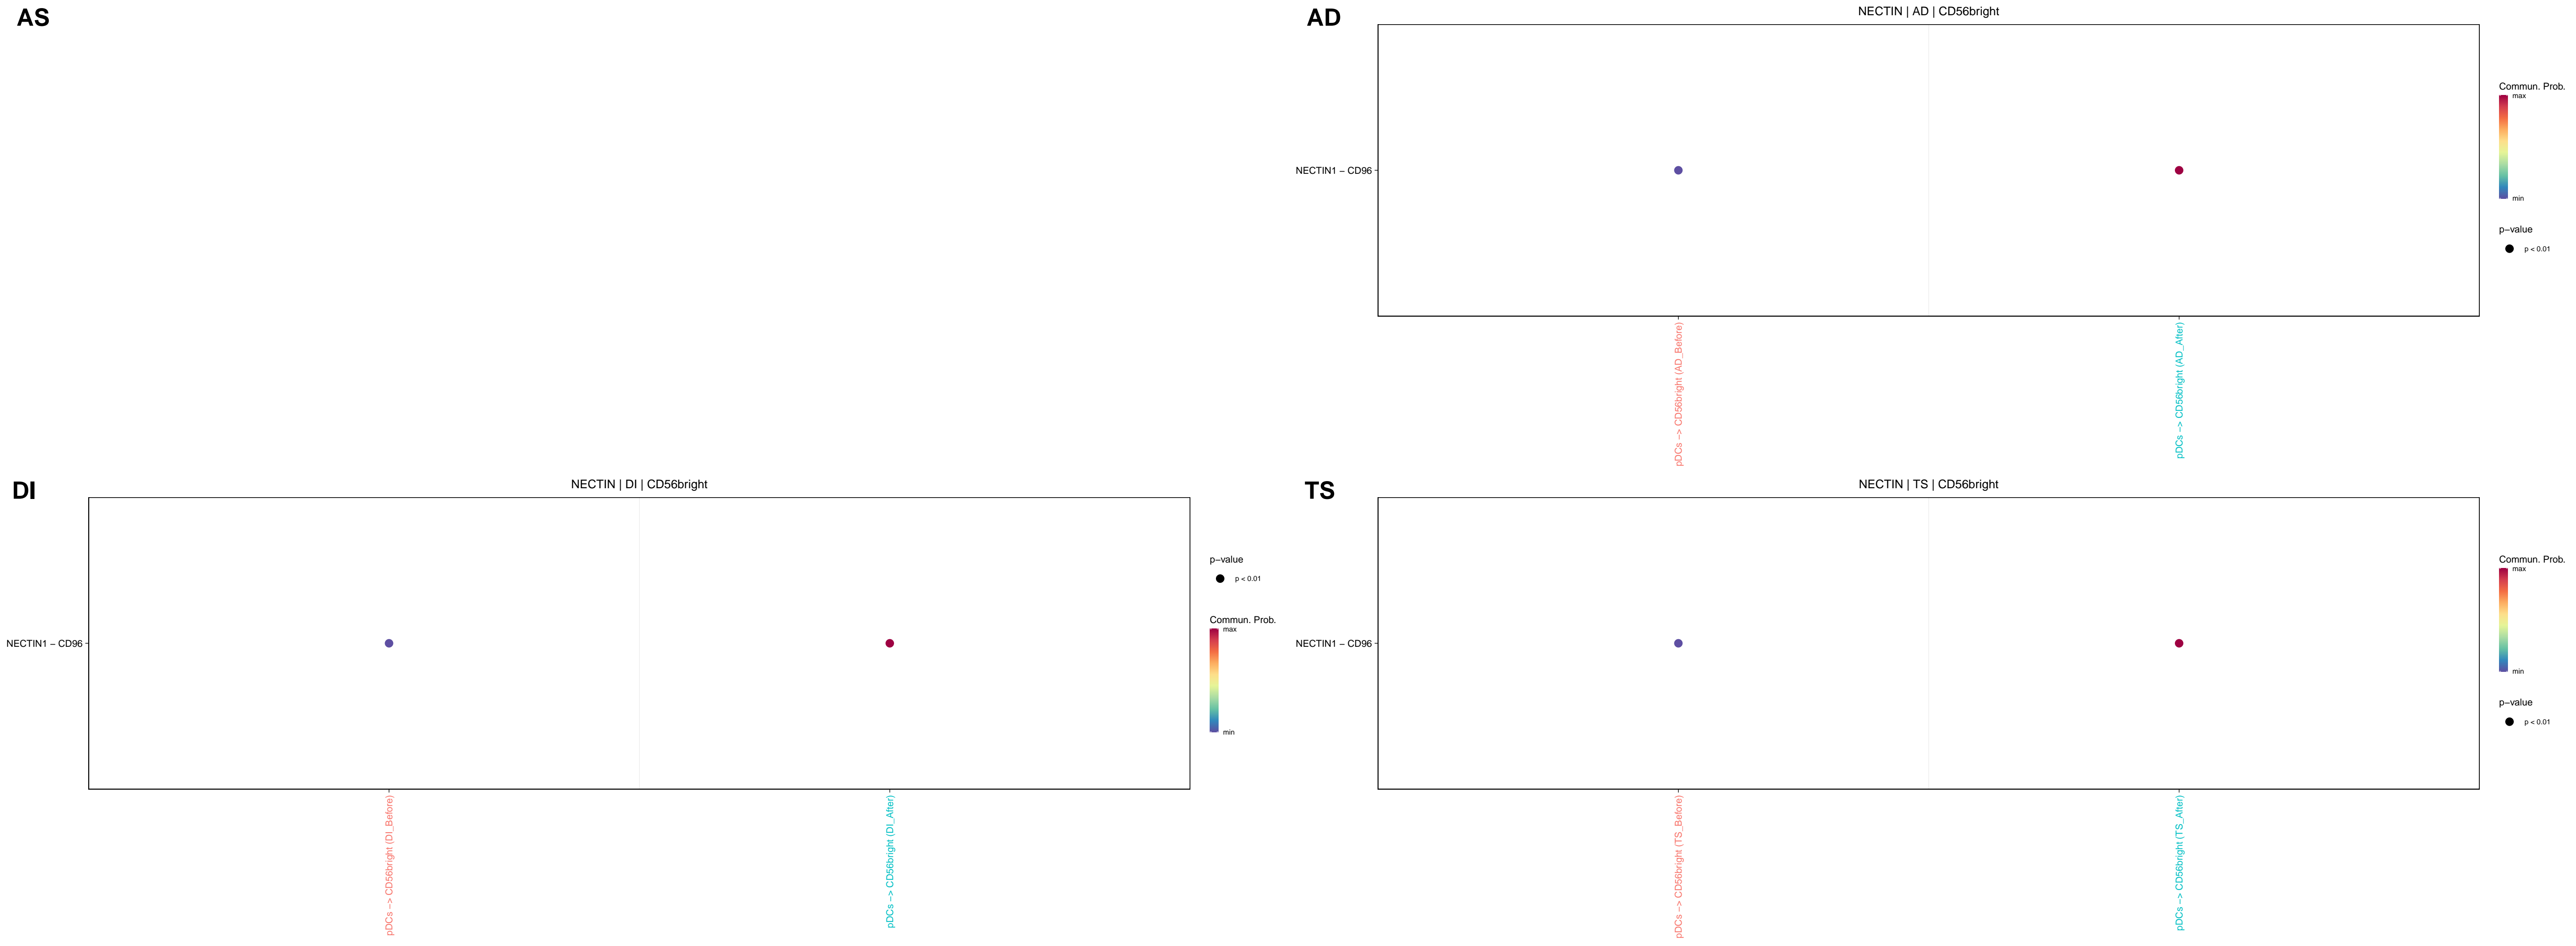 AS
AD
NECTIN | AD | CD56bright
NECTIN1 − CD96
pDCs −> CD56bright (AD_Before)
pDCs −> CD56bright (AD_After)
Commun. Prob.
max
min
p−value
p < 0.01
DI
NECTIN | DI | CD56bright
NECTIN1 − CD96
pDCs −> CD56bright (DI_Before)
pDCs −> CD56bright (DI_After)
p−value
p < 0.01
Commun. Prob.
max
min
TS
NECTIN | TS | CD56bright
NECTIN1 − CD96
pDCs −> CD56bright (TS_Before)
pDCs −> CD56bright (TS_After)
Commun. Prob.
max
min
p−value
p < 0.01